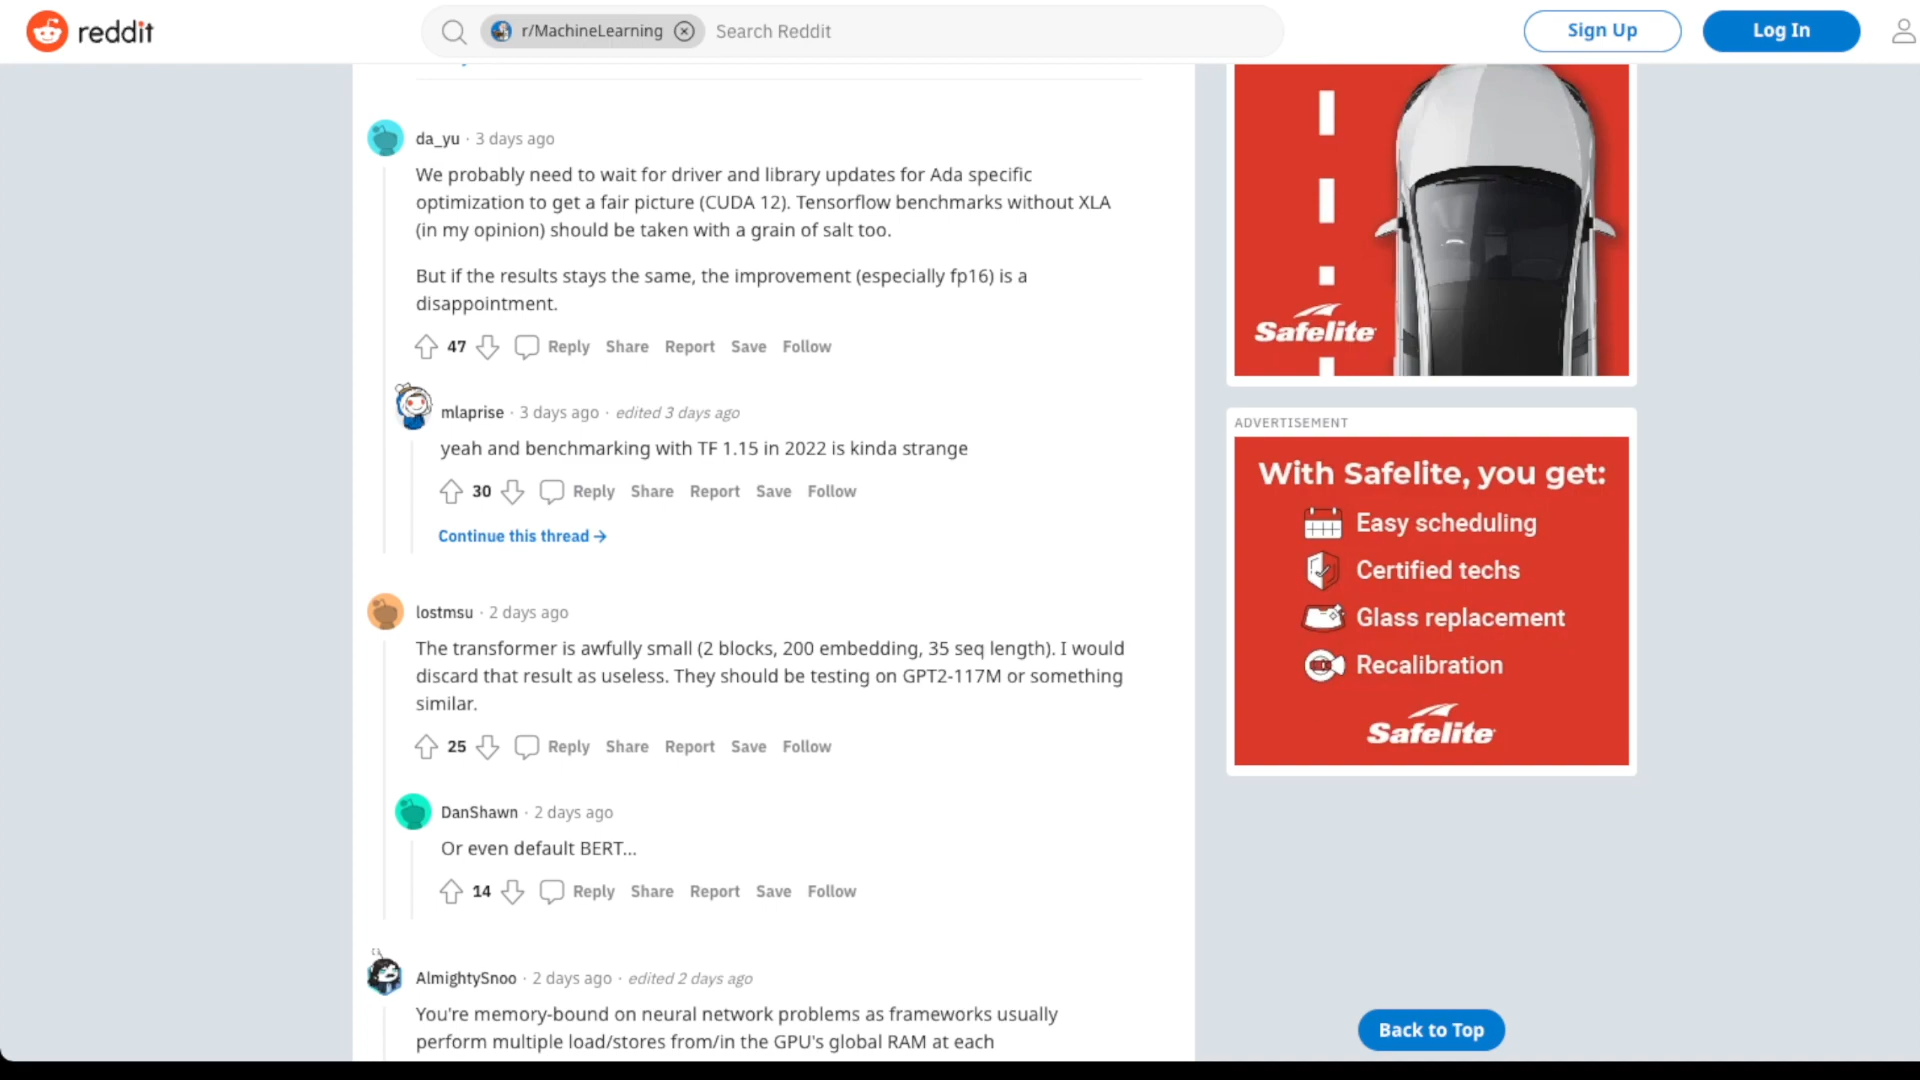 reddit
r/MachineLearning
Search Reddit
Sign Up
Log In
da_yu · 3 days ago
We probably need to wait for driver and library updates for Ada specific
optimization to get a fair picture (CUDA 12). Tensorflow benchmarks without XLA
(in my opinion) should be taken with a grain of salt too.
But if the results stays the same, the improvement (especially fp16) is a
disappointment.
47 Reply Share Report Save Follow
mlaprise · 3 days ago · edited 3 days ago
yeah and benchmarking with TF 1.15 in 2022 is kinda strange
30 Reply Share Report Save Follow
Continue this thread →
lostmsu · 2 days ago
The transformer is awfully small (2 blocks, 200 embedding, 35 seq length). I would
discard that result as useless. They should be testing on GPT2-117M or something
similar.
25 Reply Share Report Save Follow
DanShawn · 2 days ago
Or even default BERT...
14 Reply Share Report Save Follow
AlmightySnoo · 2 days ago · edited 2 days ago
You're memory-bound on neural network problems as frameworks usually
perform multiple load/stores from/in the GPU's global RAM at each
Safelite
ADVERTISEMENT
With Safelite, you get:
Easy scheduling
Certified techs
Glass replacement
Recalibration
Safelite
Back to Top